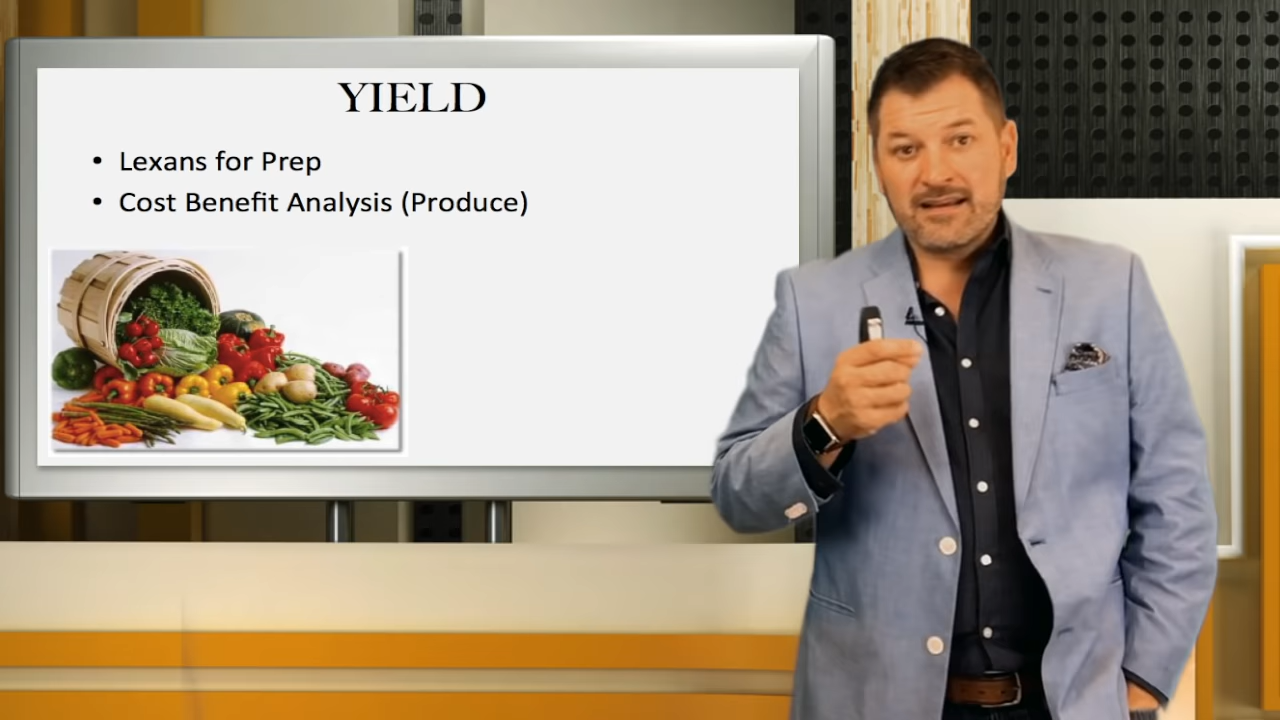 YIELD
• Lexans for Prep
• Cost Benefit Analysis (Produce)